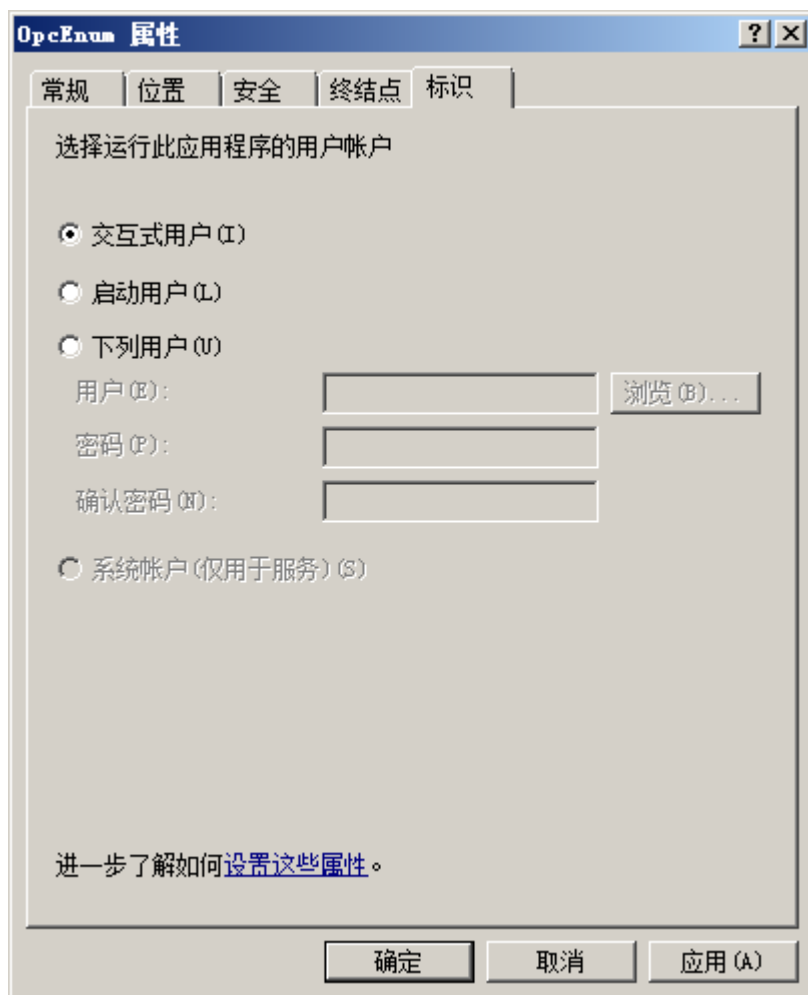 OpcEnum 属性
常规 位置 安全 终结点 标识
选择运行此应用程序的用户帐户
交互式用户(I)
启动用户(L)
下列用户(U)
用户(E): 浏览(B)...
密码(P):
确认密码(N):
系统帐户(仅用于服务)(S)
进一步了解如何设置这些属性。
确定 取消 应用(A)